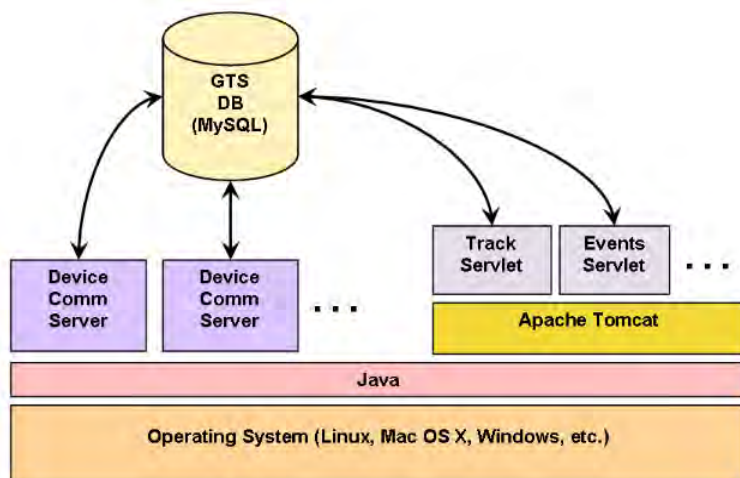 GTS
DB
(MySQL)
Device
Comm
Server
Device
Comm
Server
. . .
Track
Servlet
Events
Servlet
. . .
Apache Tomcat
Java
Operating System (Linux, Mac OS X, Windows, etc.)